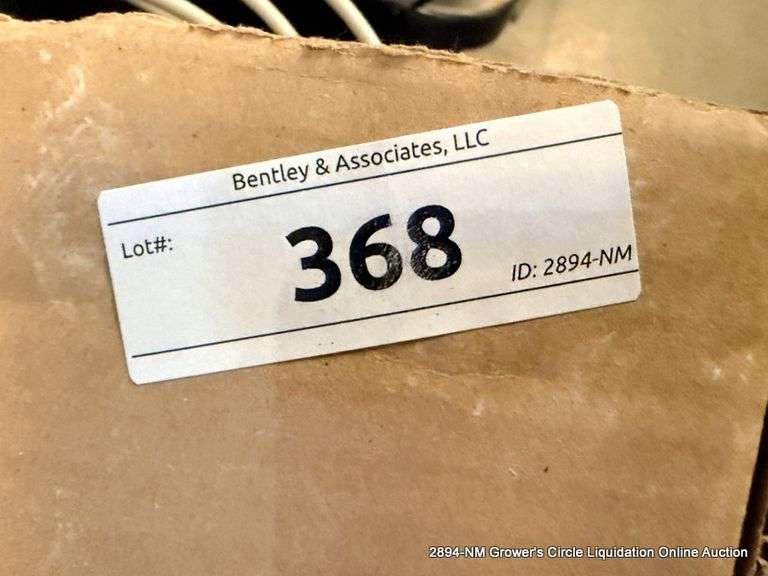 Bentley & Associates, LLC
Lot#:
368
ID: 2894-NM
2894-NM Grower's Circle Liquidation Online Auction